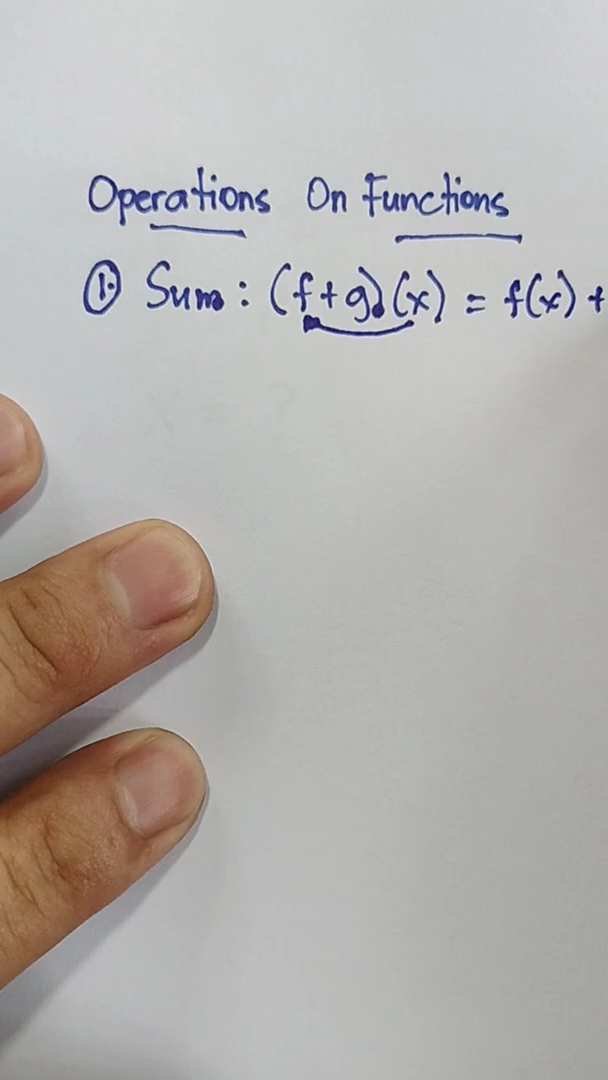 Operations On Functions
① Sum: (f+g)(x) = f(x) +